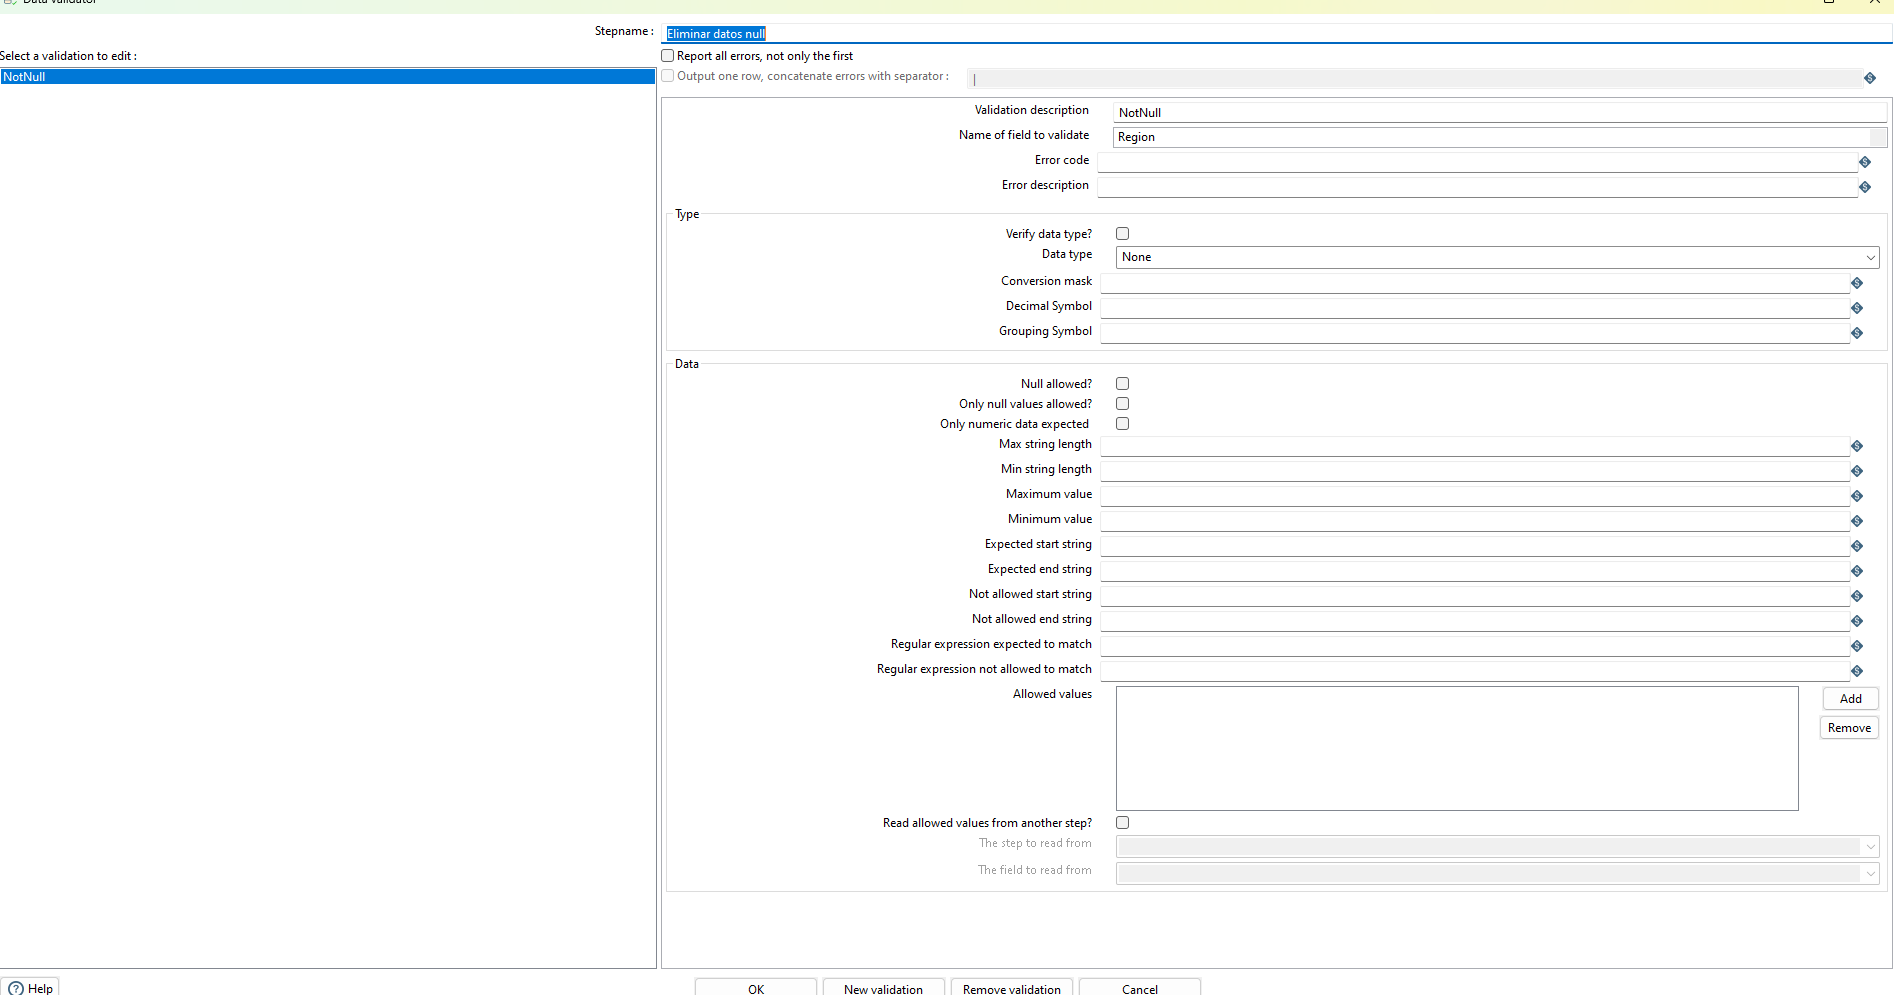 Data Validator
Stepname :
Eliminar datos null
Select a validation to edit :
NotNull
Report all errors, not only the first
Output one row, concatenate errors with separator :
|
Validation description
NotNull
Name of field to validate
Region
Error code
Error description
Type
Verify data type?
Data type
None
Conversion mask
Decimal Symbol
Grouping Symbol
Data
Null allowed?
Only null values allowed?
Only numeric data expected
Max string length
Min string length
Maximum value
Minimum value
Expected start string
Expected end string
Not allowed start string
Not allowed end string
Regular expression expected to match
Regular expression not allowed to match
Allowed values
Add
Remove
Read allowed values from another step?
The step to read from
The field to read from
Help
OK
New validation
Remove validation
Cancel